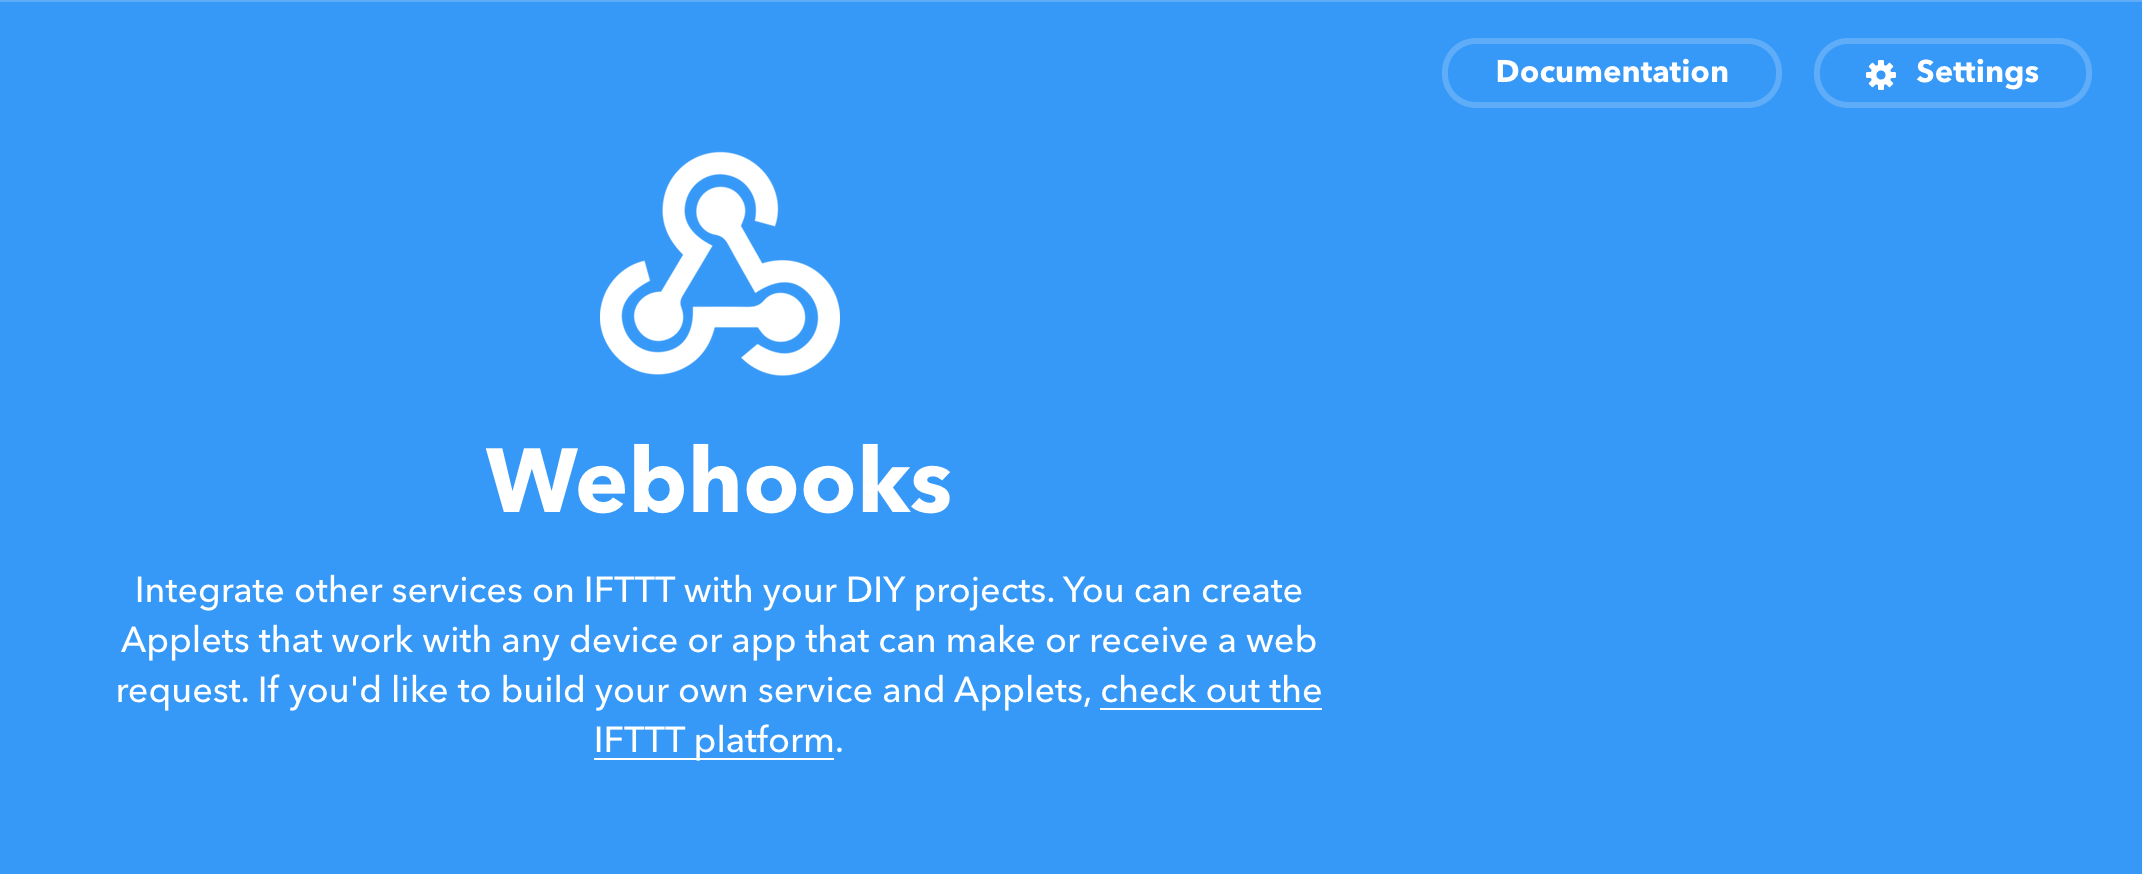 Documentation
Settings
Webhooks
Integrate other services on IFTTT with your DIY projects. You can create
Applets that work with any device or app that can make or receive a web
request. If you'd like to build your own service and Applets, check out the
IFTTT platform.